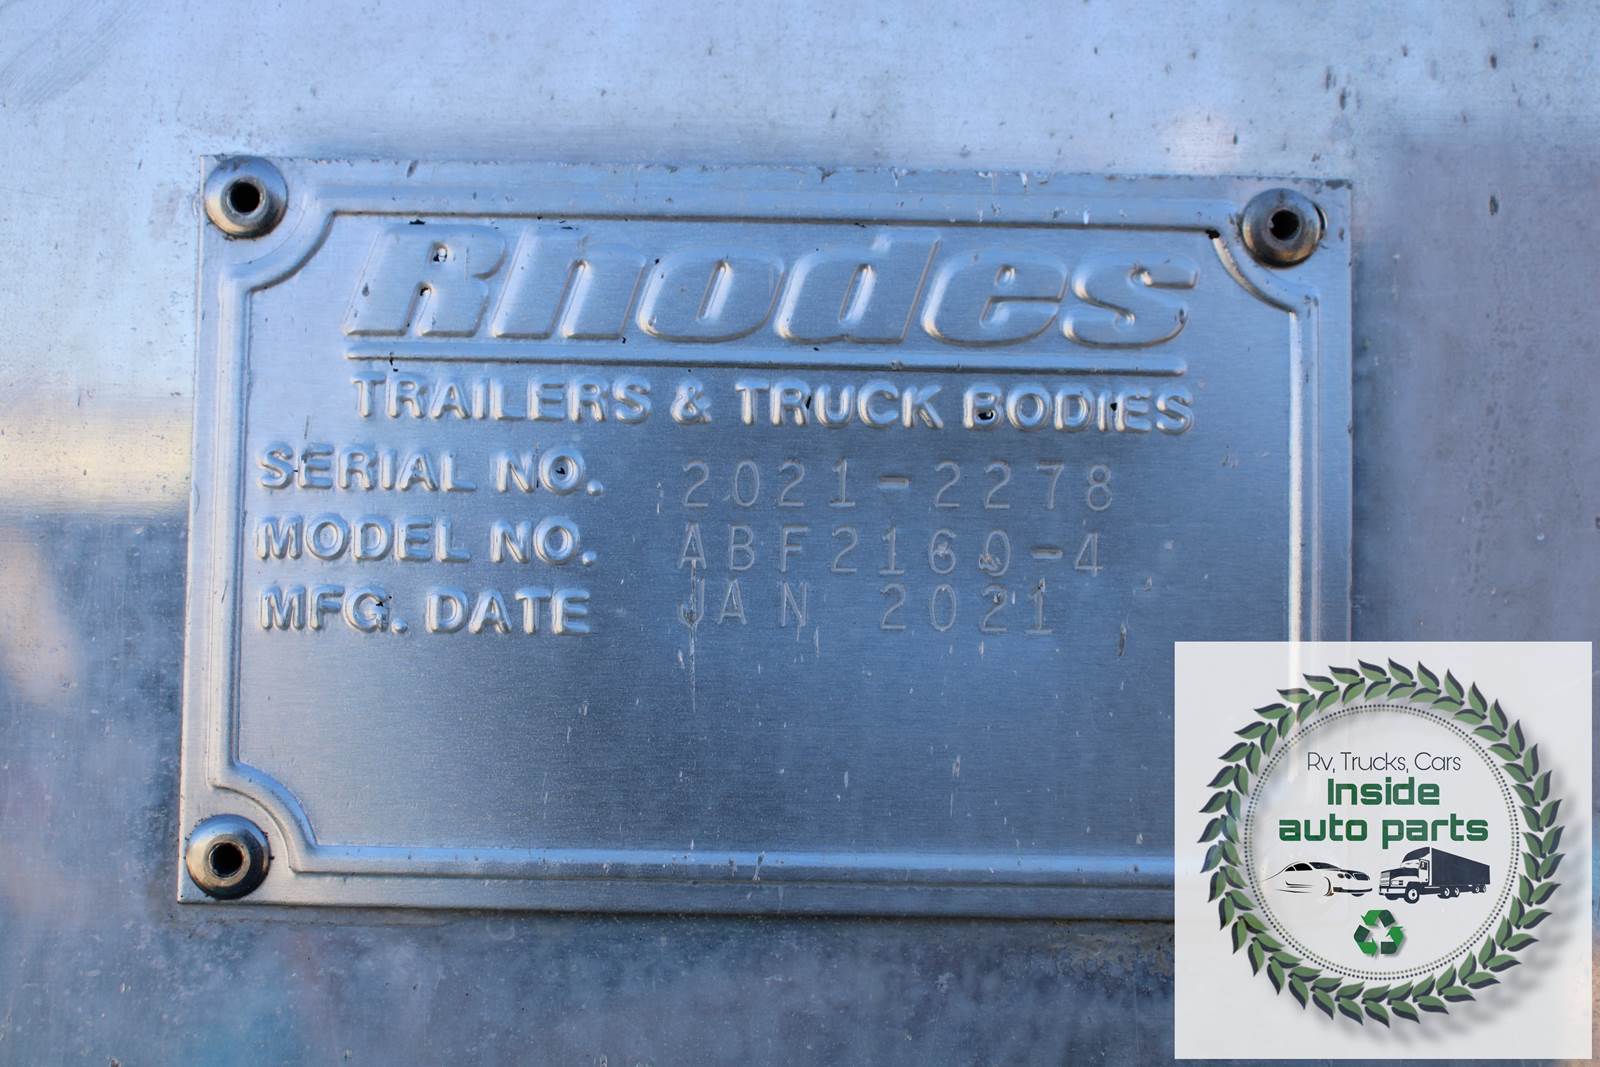 Rhodes
TRAILERS & TRUCK BODIES
SERIAL NO. 2021-2278
MODEL NO. ABF2160-4
MFG. DATE JAN 2021
Rv, Trucks, Cars
Inside
auto parts